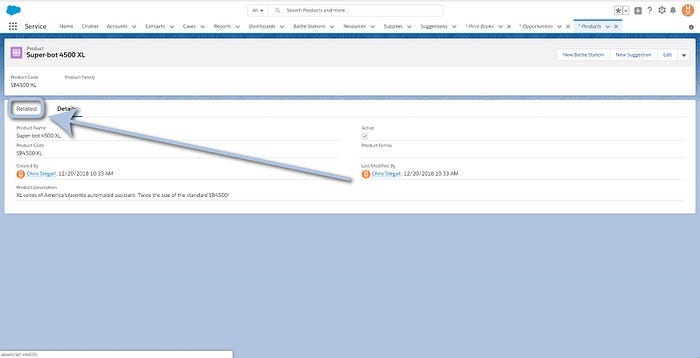 All
Search Products and more...
Service
Home Chatter Accounts Contacts Cases Reports Dashboards Battle Stations Resources Supplies Suggestions * Price Books * Opportunities * Products
Product
Super-bot 4500 XL
New Battle Station New Suggestion Edit
Product Code Product Family
SB4500-XL
Related Details
Product Name Active
Super-bot 4500 XL
Product Code Product Family
SB4500-XL
Created By Last Modified By
Chris Stegall, 12/20/2018 10:33 AM Chris Stegall, 12/20/2018 10:33 AM
Product Description
XL series of America's favorite automated assistant. Twice the size of the standard SB4500!
javascript:void(0);